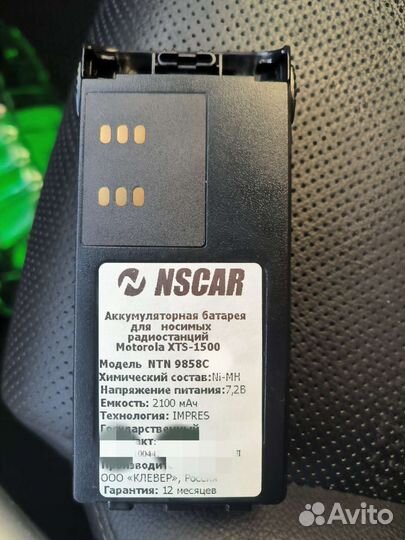 NSCAR
Аккумуляторная батарея
для носимых
радиостанций
Motorola XTS-1500
Модель NTN 9858C
Химический состав:Ni-MH
Напряжение питания:7,2В
Емкость: 2100 мАч
Технология: IMPRES
Государственный
ООО «КЛЕВЕР», Россия
Гарантия: 12 месяцев
Avito